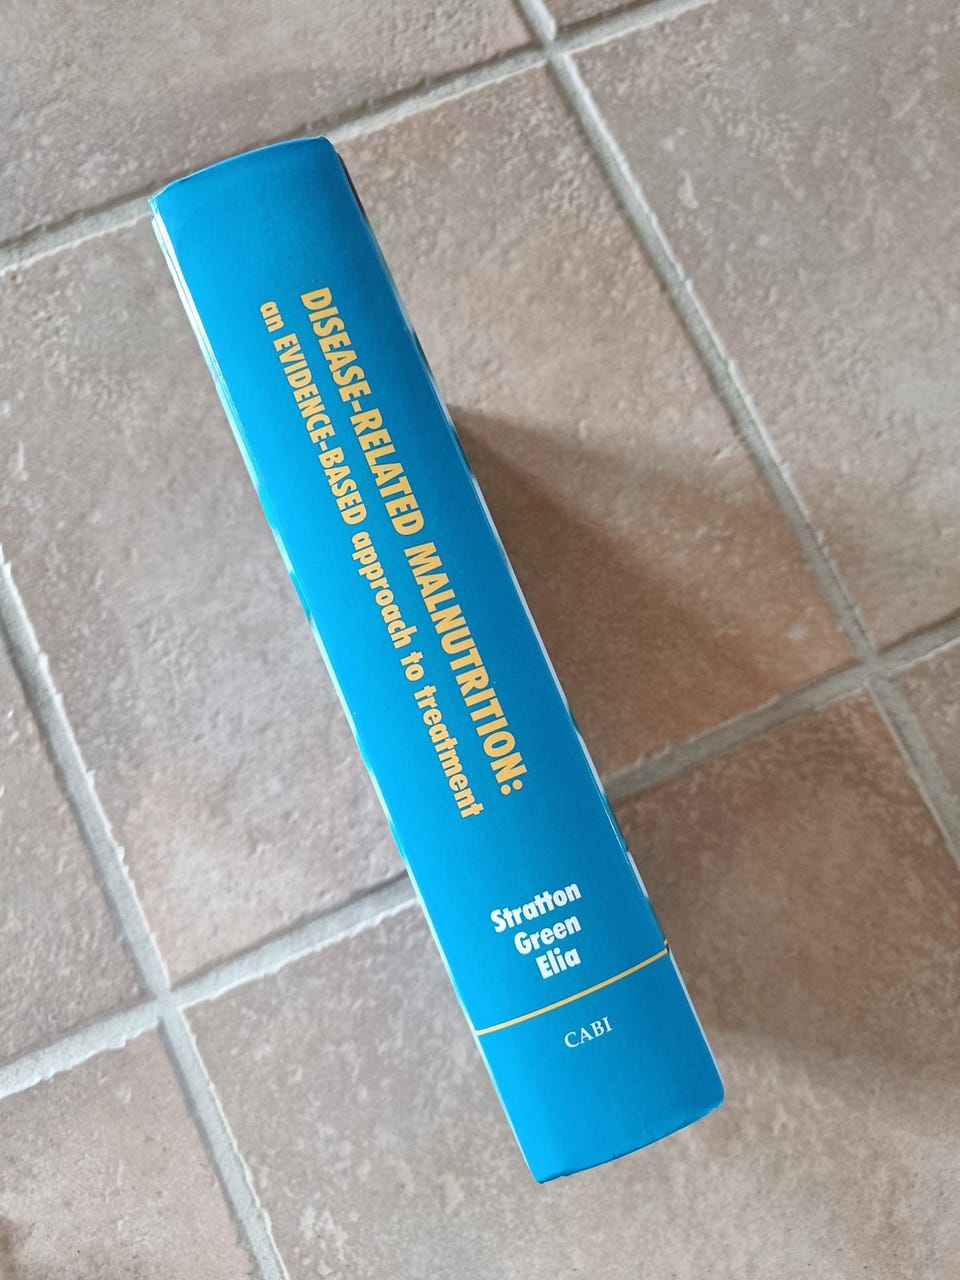 DISEASE-RELATED MALNUTRITION:
an EVIDENCE-BASED approach to treatment
Stratton
Green
Elia
CABI